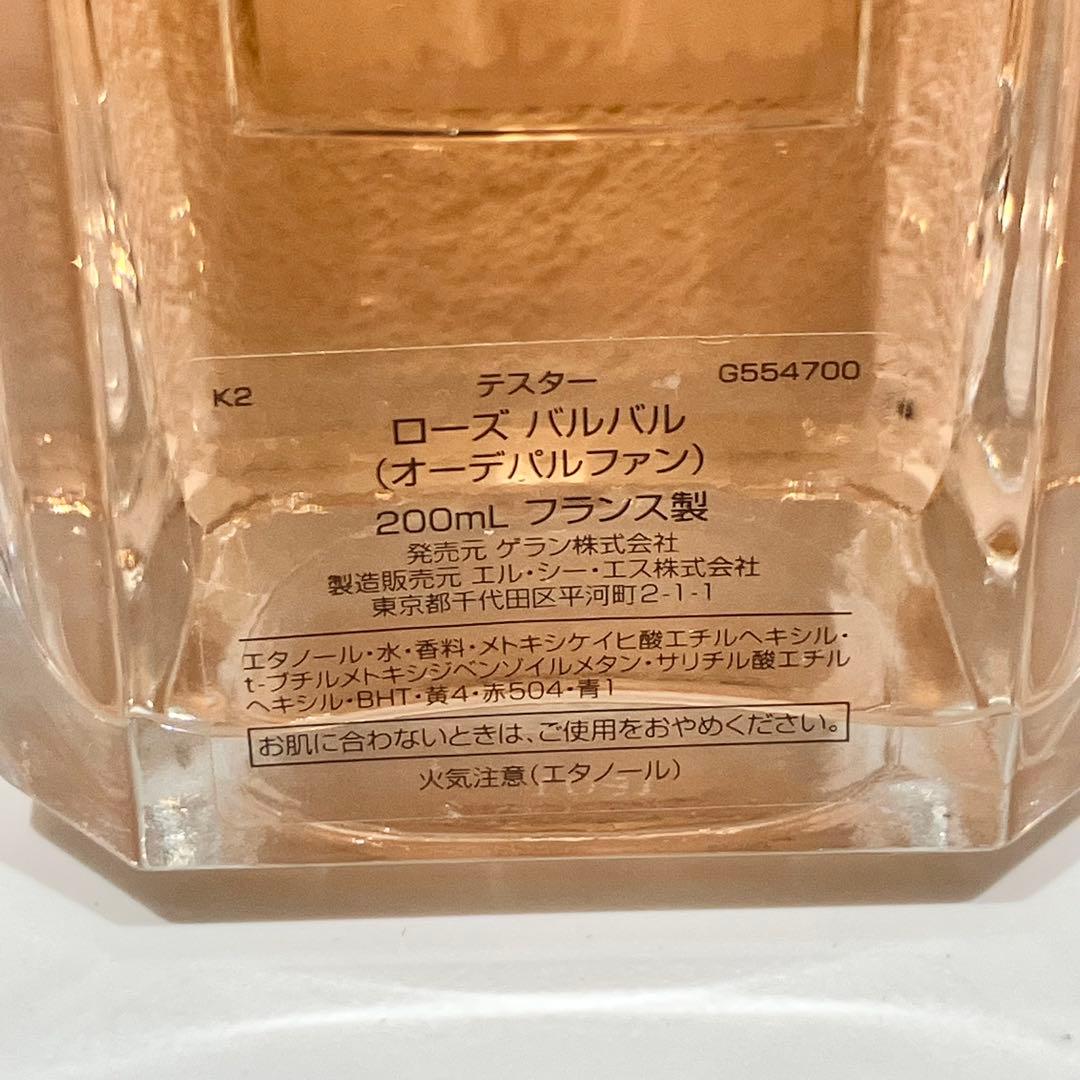 K2 テスター G554700
ローズ バルバル
(オーデパルファン)
200mL フランス製
発売元 ゲラン株式会社
製造販売元 エル・シー・エス株式会社
東京都千代田区平河町2-1-1
エタノール・水・香料・メトキシケイヒ酸エチルヘキシル・
t-ブチルメトキシジベンゾイルメタン・サリチル酸エチル
ヘキシル・BHT・黄4・赤504・青1
お肌に合わないときは、ご使用をおやめください。
火気注意(エタノール)